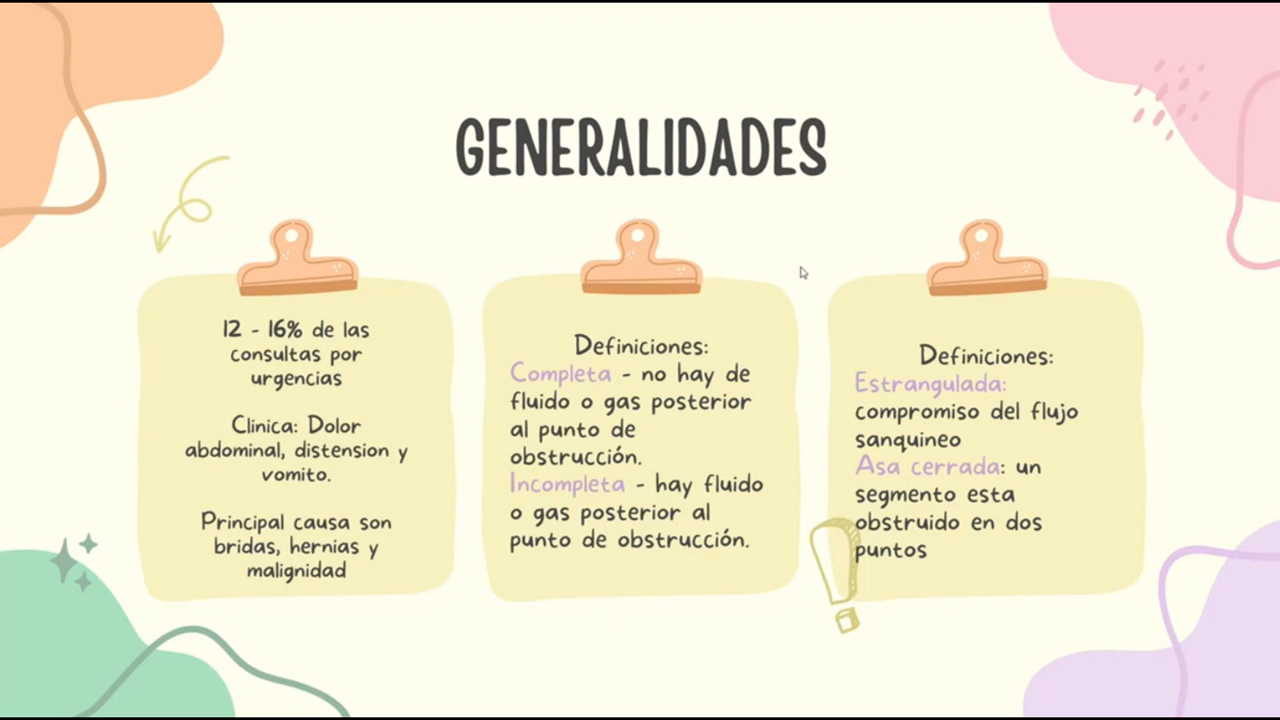 GENERALIDADES
12 - 16% de las
consultas por
urgencias
Clinica: Dolor
abdominal, distension y
vomito.
Principal causa son
bridas, hernias y
malignidad
Definiciones:
Completa - no hay de
fluido o gas posterior
al punto de
obstrucción.
Incompleta - hay fluido
o gas posterior al
punto de obstrucción.
Definiciones:
Estrangulada:
compromiso del flujo
sanquineo
Asa cerrada: un
segmento esta
obstruido en dos
puntos